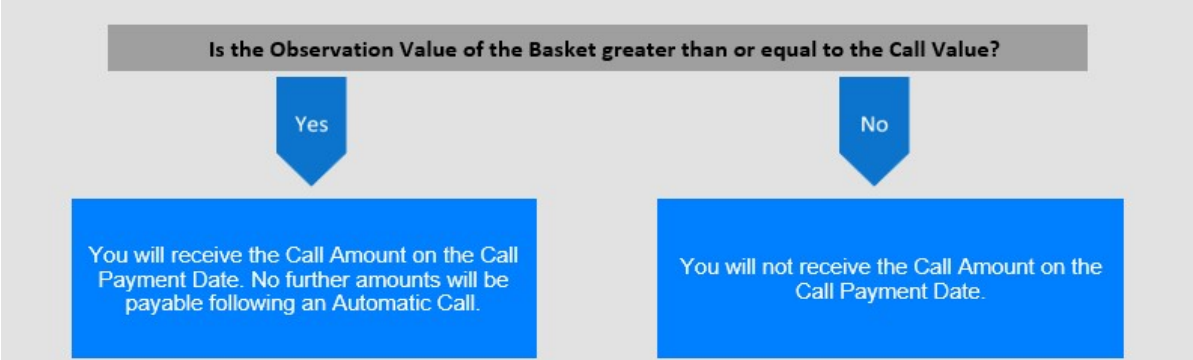 Is the Observation Value of the Basket greater than or equal to the Call Value?
Yes
No
You will receive the Call Amount on the Call
Payment Date. No further amounts will be
payable following an Automatic Call.
You will not receive the Call Amount on the
Call Payment Date.